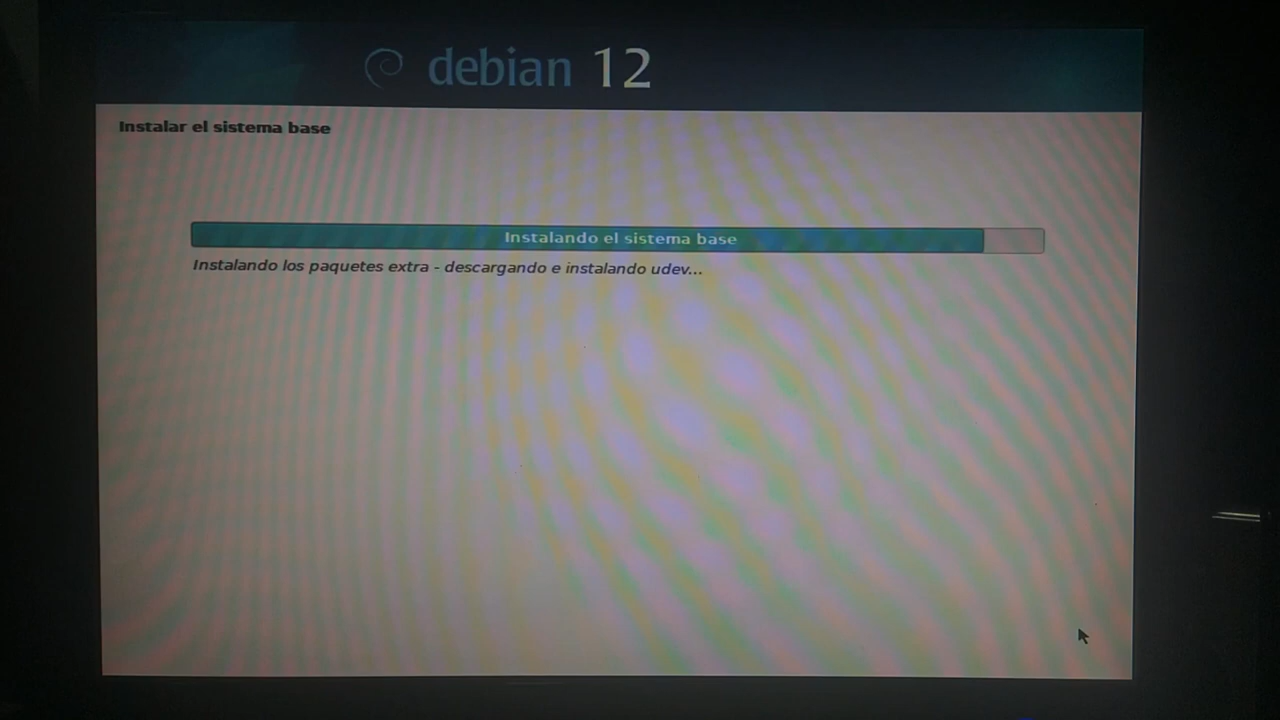 debian 12
Instalar el sistema base
Instalando el sistema base
Instalando los paquetes extra - descargando e instalando udev...